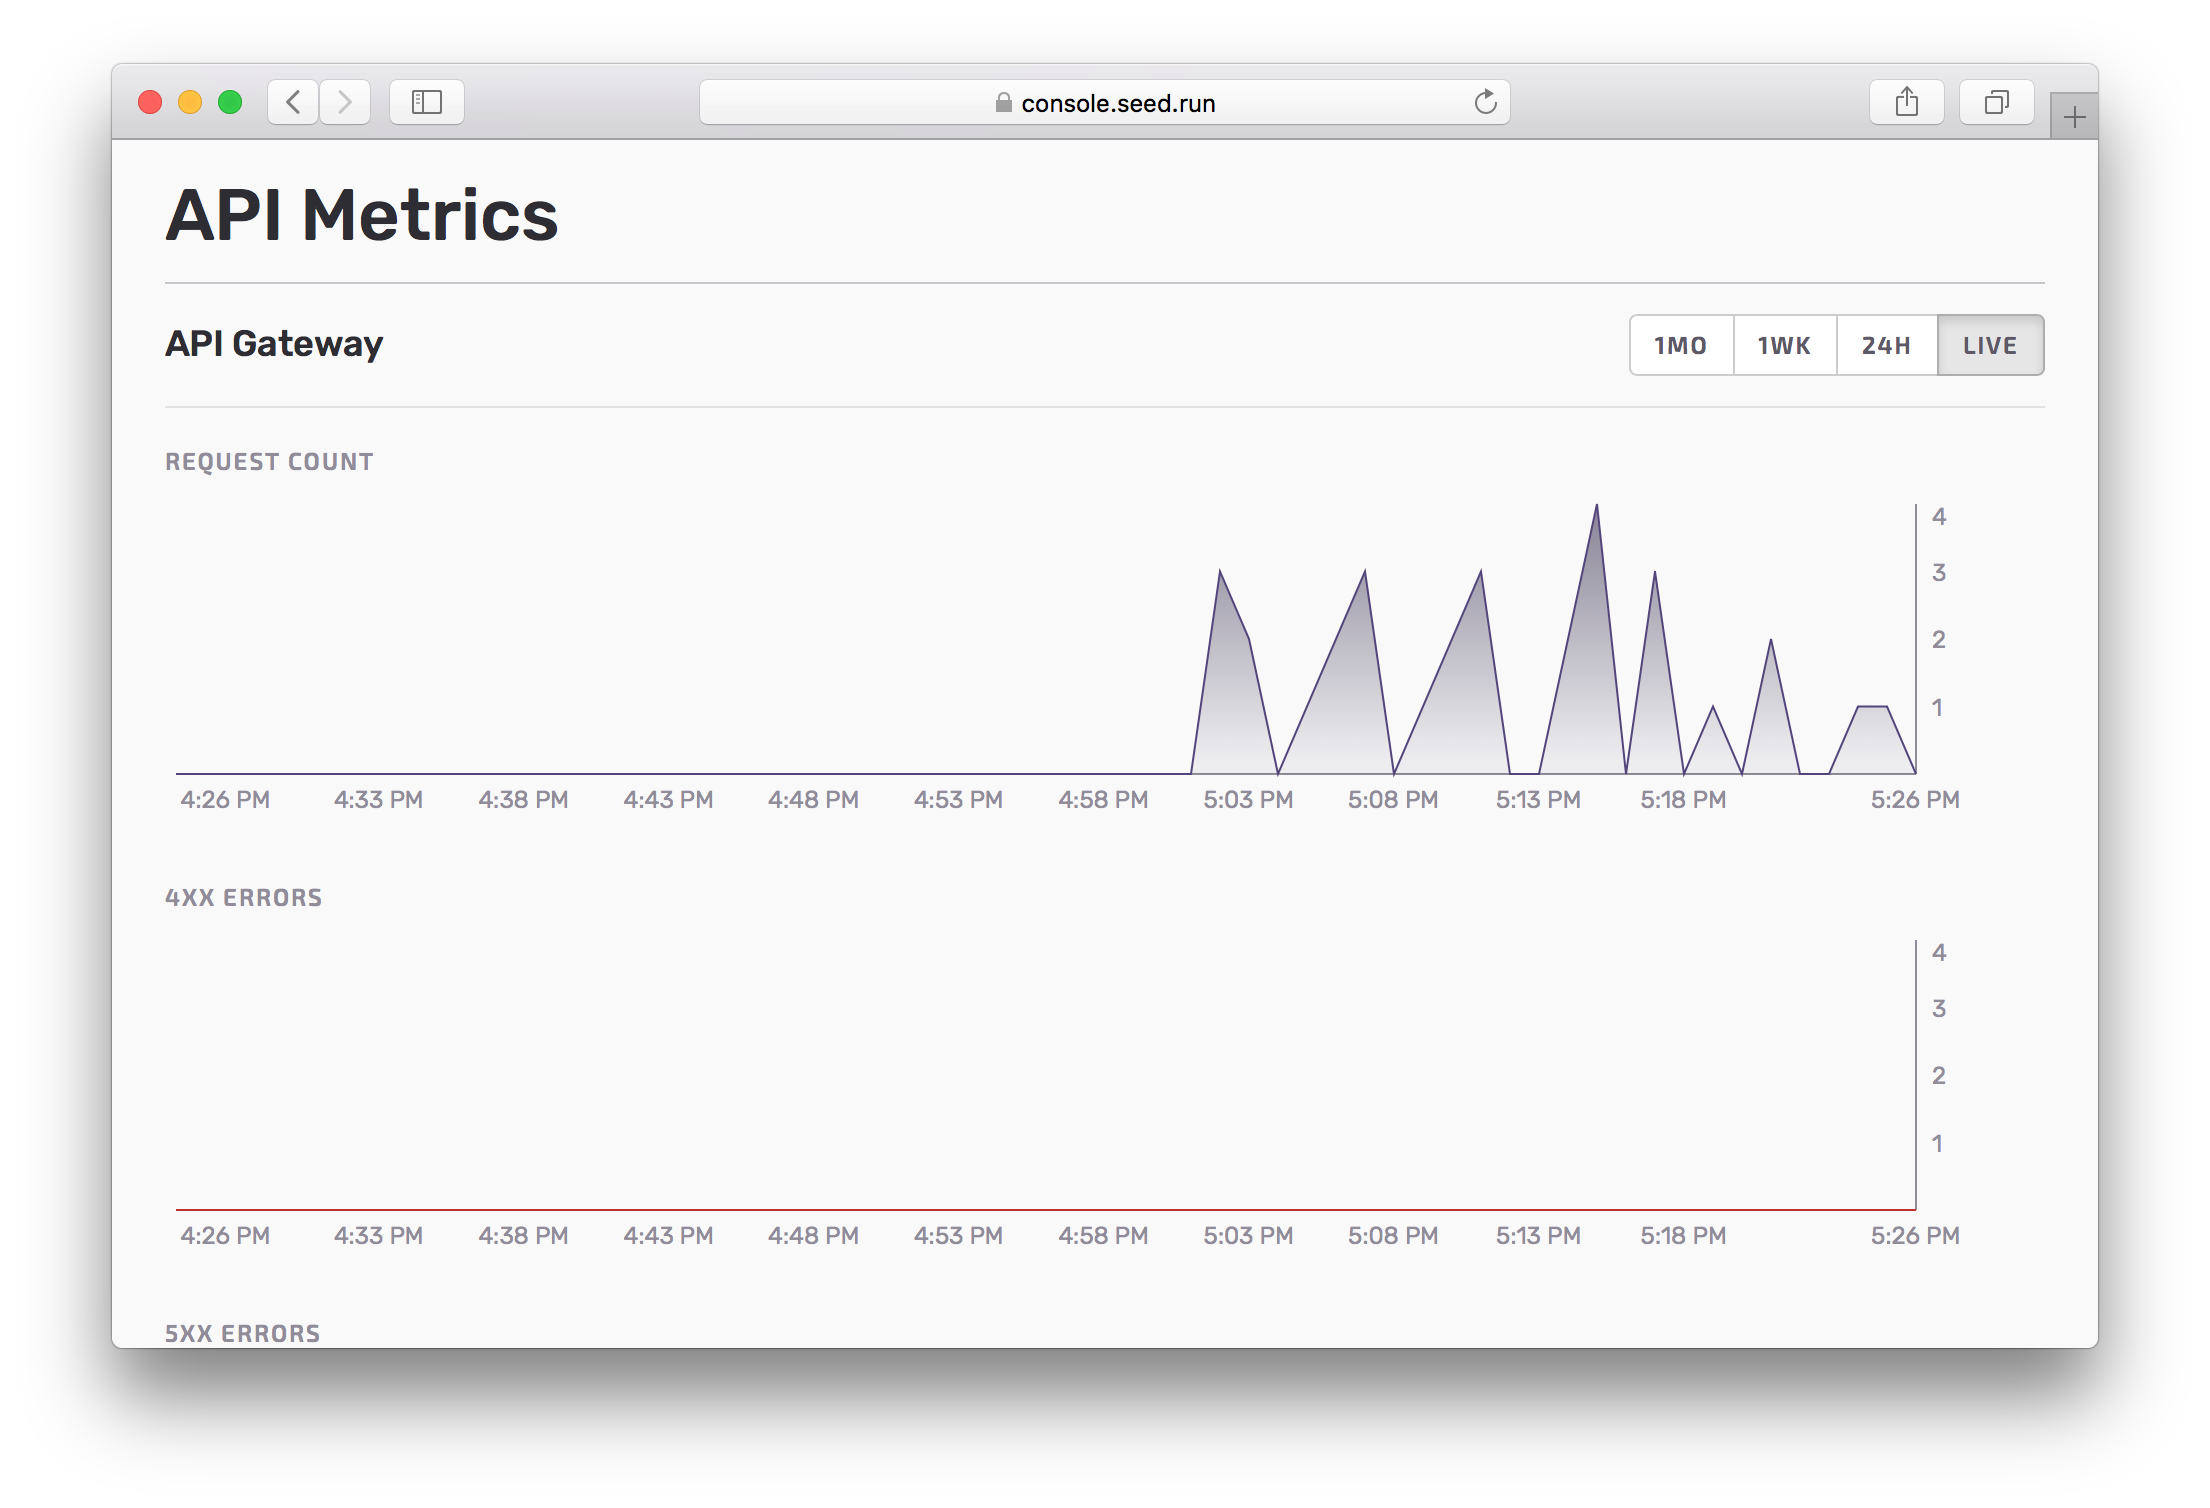 console.seed.run
API Metrics
API Gateway
1MO 1WK 24H LIVE
REQUEST COUNT
4
3
2
1
4:26 PM 4:33 PM 4:38 PM 4:43 PM 4:48 PM 4:53 PM 4:58 PM 5:03 PM 5:08 PM 5:13 PM 5:18 PM 5:26 PM
4XX ERRORS
4
3
2
1
4:26 PM 4:33 PM 4:38 PM 4:43 PM 4:48 PM 4:53 PM 4:58 PM 5:03 PM 5:08 PM 5:13 PM 5:18 PM 5:26 PM
5XX ERRORS